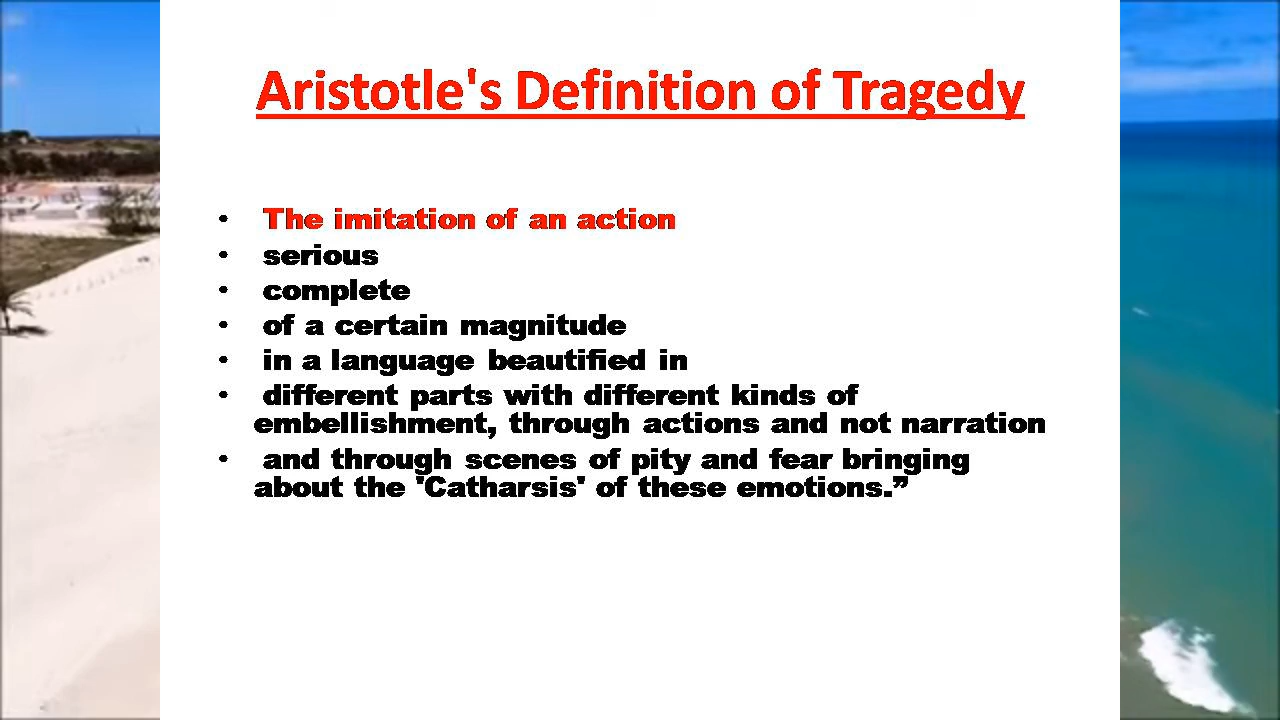 Aristotle's Definition of Tragedy
• The imitation of an action
• serious
• complete
• of a certain magnitude
• in a language beautified in
• different parts with different kinds of
embellishment, through actions and not narration
• and through scenes of pity and fear bringing
about the 'Catharsis' of these emotions.”